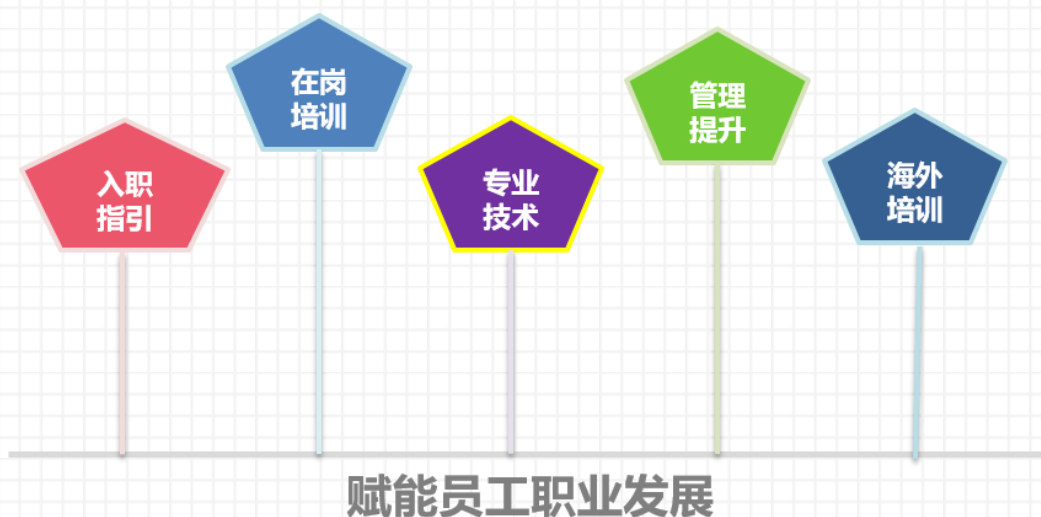 入职
指引
在岗
培训
专业
技术
管理
提升
海外
培训
赋能员工职业发展